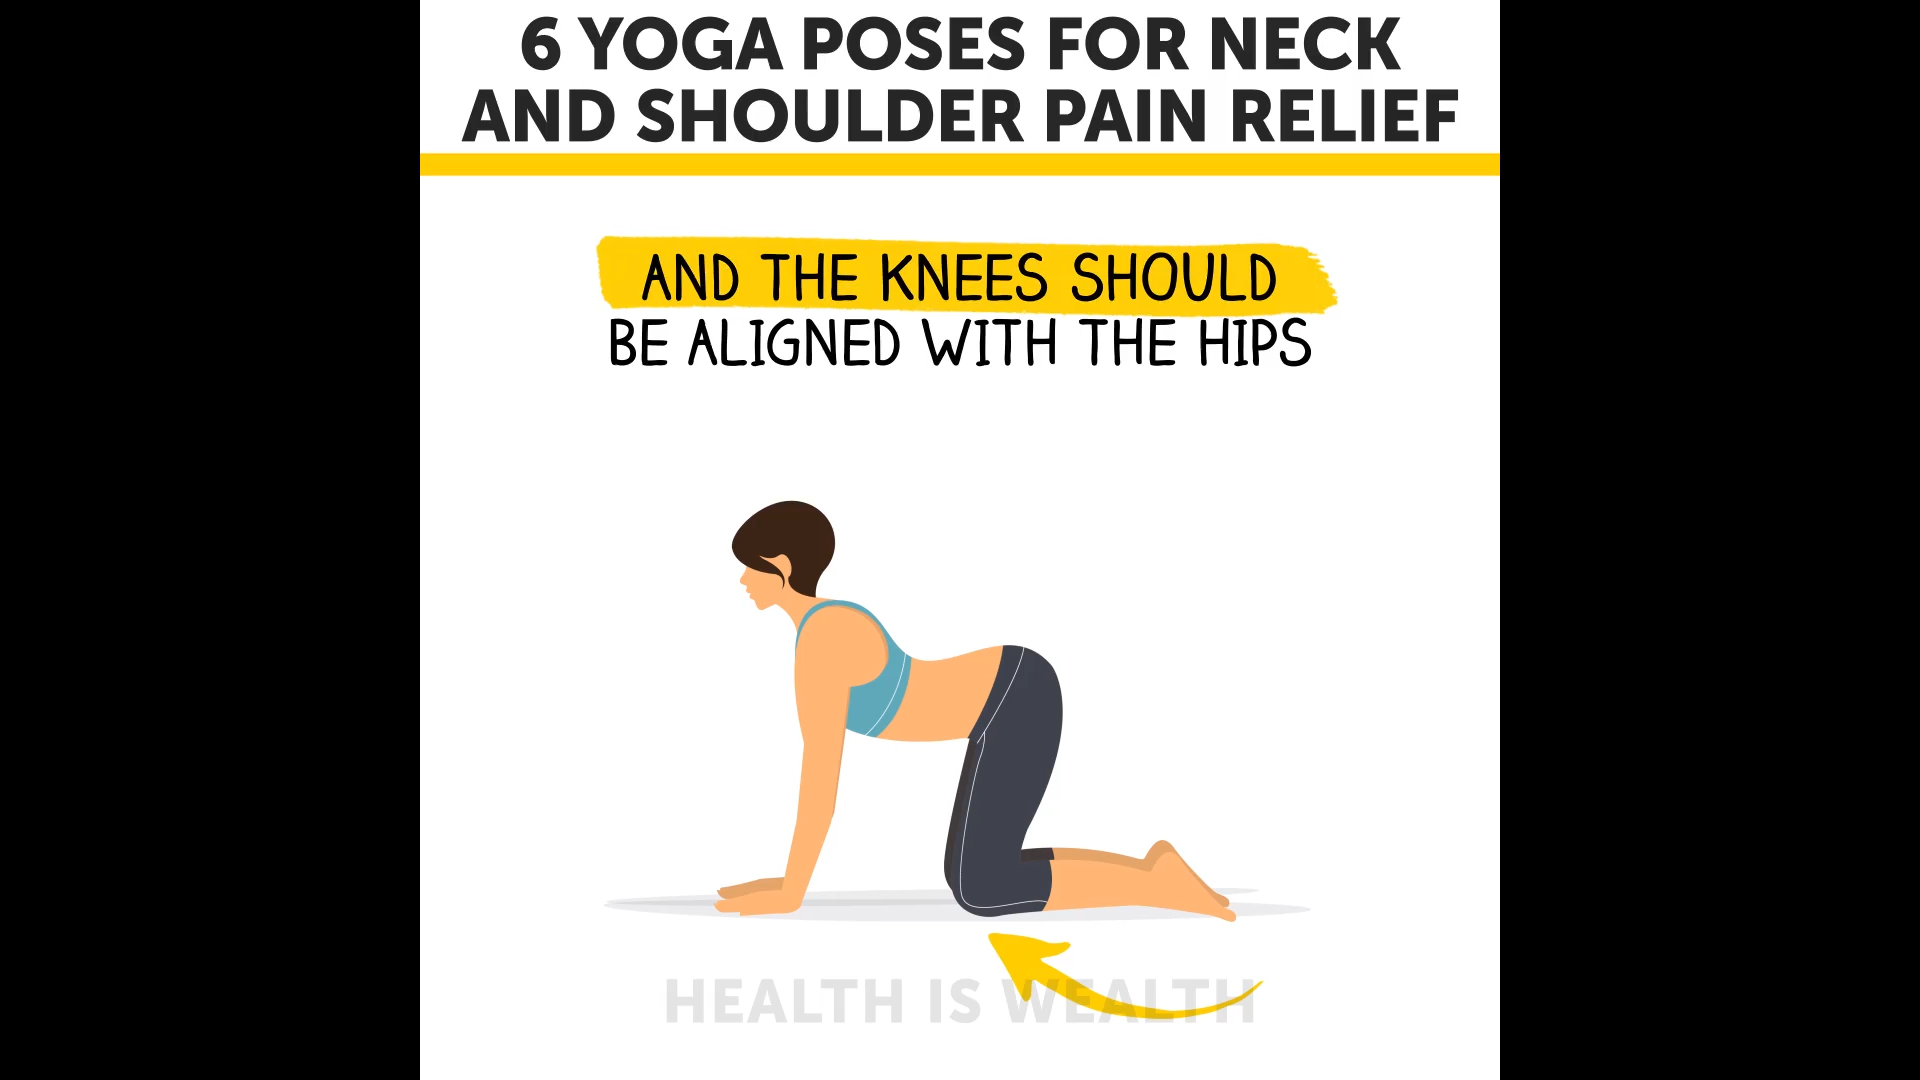 6 YOGA POSES FOR NECK
AND SHOULDER PAIN RELIEF
AND THE KNEES SHOULD
BE ALIGNED WITH THE HIPS
HEALTH IS WEALTH